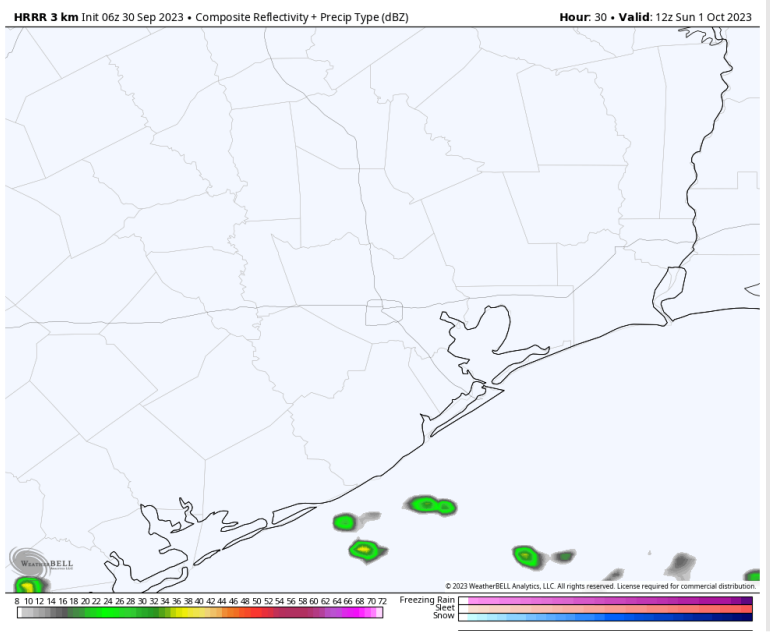 HRRR 3 km Init 06z 30 Sep 2023 • Composite Reflectivity + Precip Type (dBZ) Hour: 30 • Valid: 12z Sun 1 Oct 2023
WEATHERBELL
© 2023 WeatherBELL Analytics, LLC. All rights reserved. License required for commercial distribution.
8 10 12 14 16 18 20 22 24 26 28 30 32 34 36 38 40 42 44 46 48 50 52 54 56 58 60 62 64 66 68 70 72
Freezing Rain
Sleet
Snow